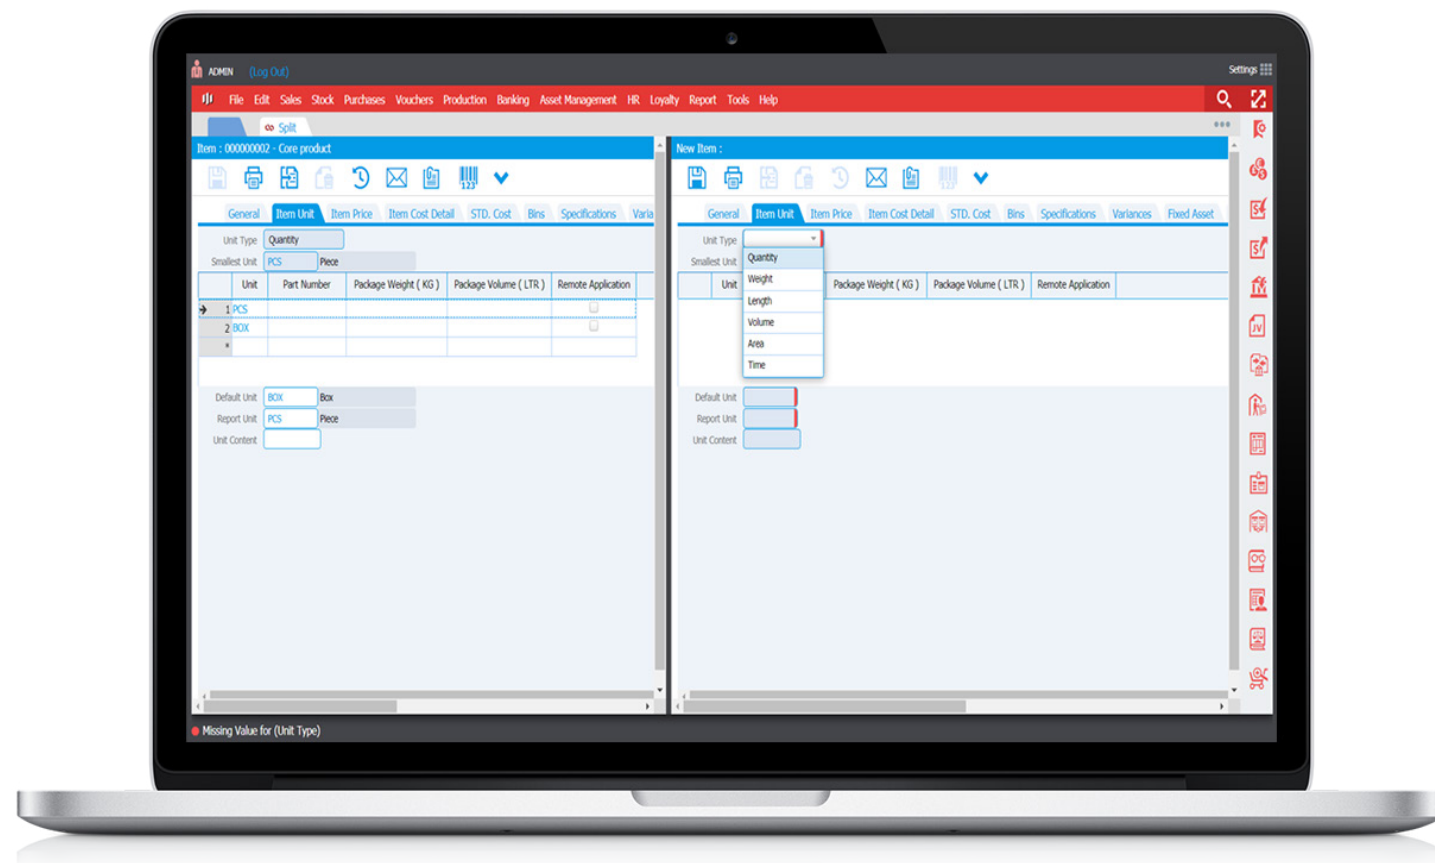 ADMIN (Log Out) Settings
File Edit Sales Stock Purchases Vouchers Production Banking Asset Management HR Loyalty Report Tools Help
Split
Item : 000000002 - Core product
123
General Item Unit Item Price Item Cost Detail STD. Cost Bins Specifications Varia
Unit Type Quantity
Smallest Unit PCS Piece
Unit Part Number Package Weight ( KG ) Package Volume ( LTR ) Remote Application
1 PCS
2 BOX
*
Default Unit BOX Box
Report Unit PCS Piece
Unit Content
New Item :
123
General Item Unit Item Price Item Cost Detail STD. Cost Bins Specifications Variances Fixed Asset
Unit Type
Smallest Unit
Quantity
Weight
Length
Volume
Area
Time
Unit Package Weight ( KG ) Package Volume ( LTR ) Remote Application
Default Unit
Report Unit
Unit Content
JV
Missing Value for (Unit Type)